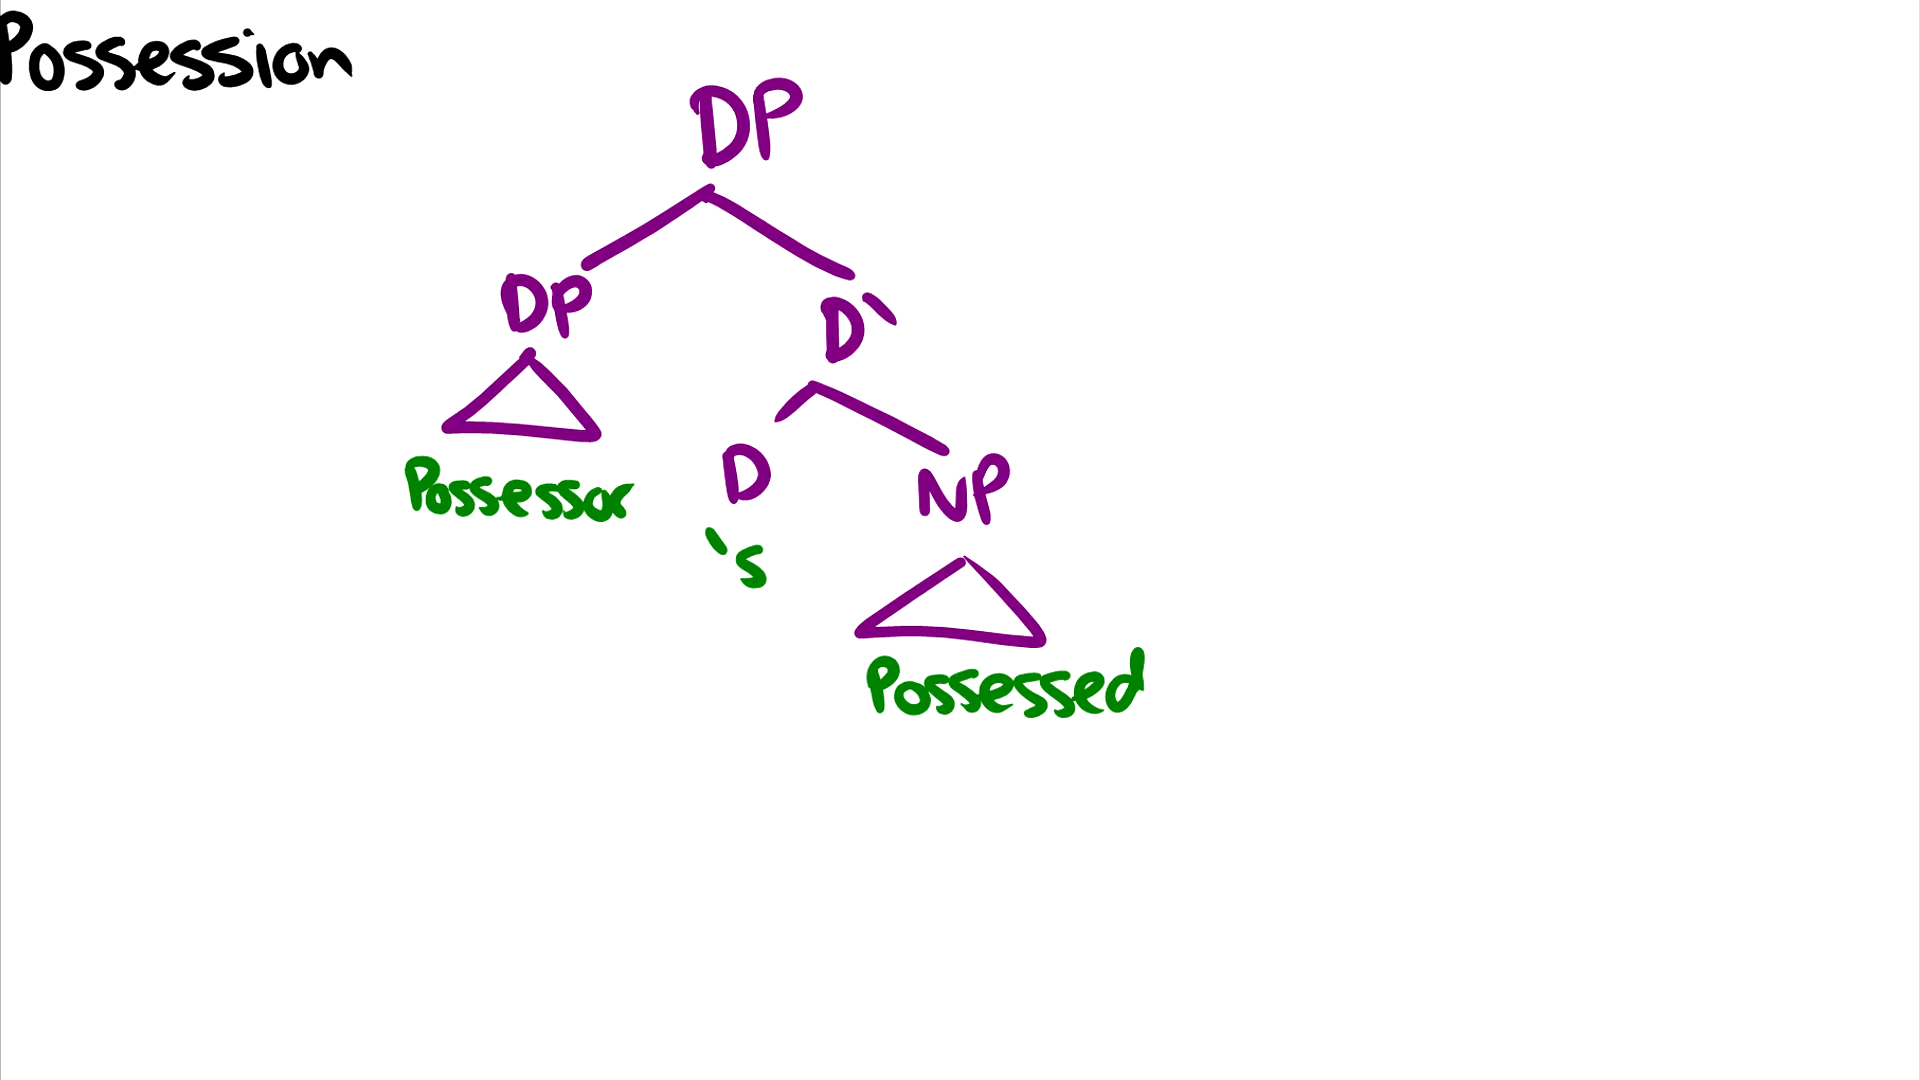 Possession
DP
DP D`
Possessor D NP
`s
Possessed